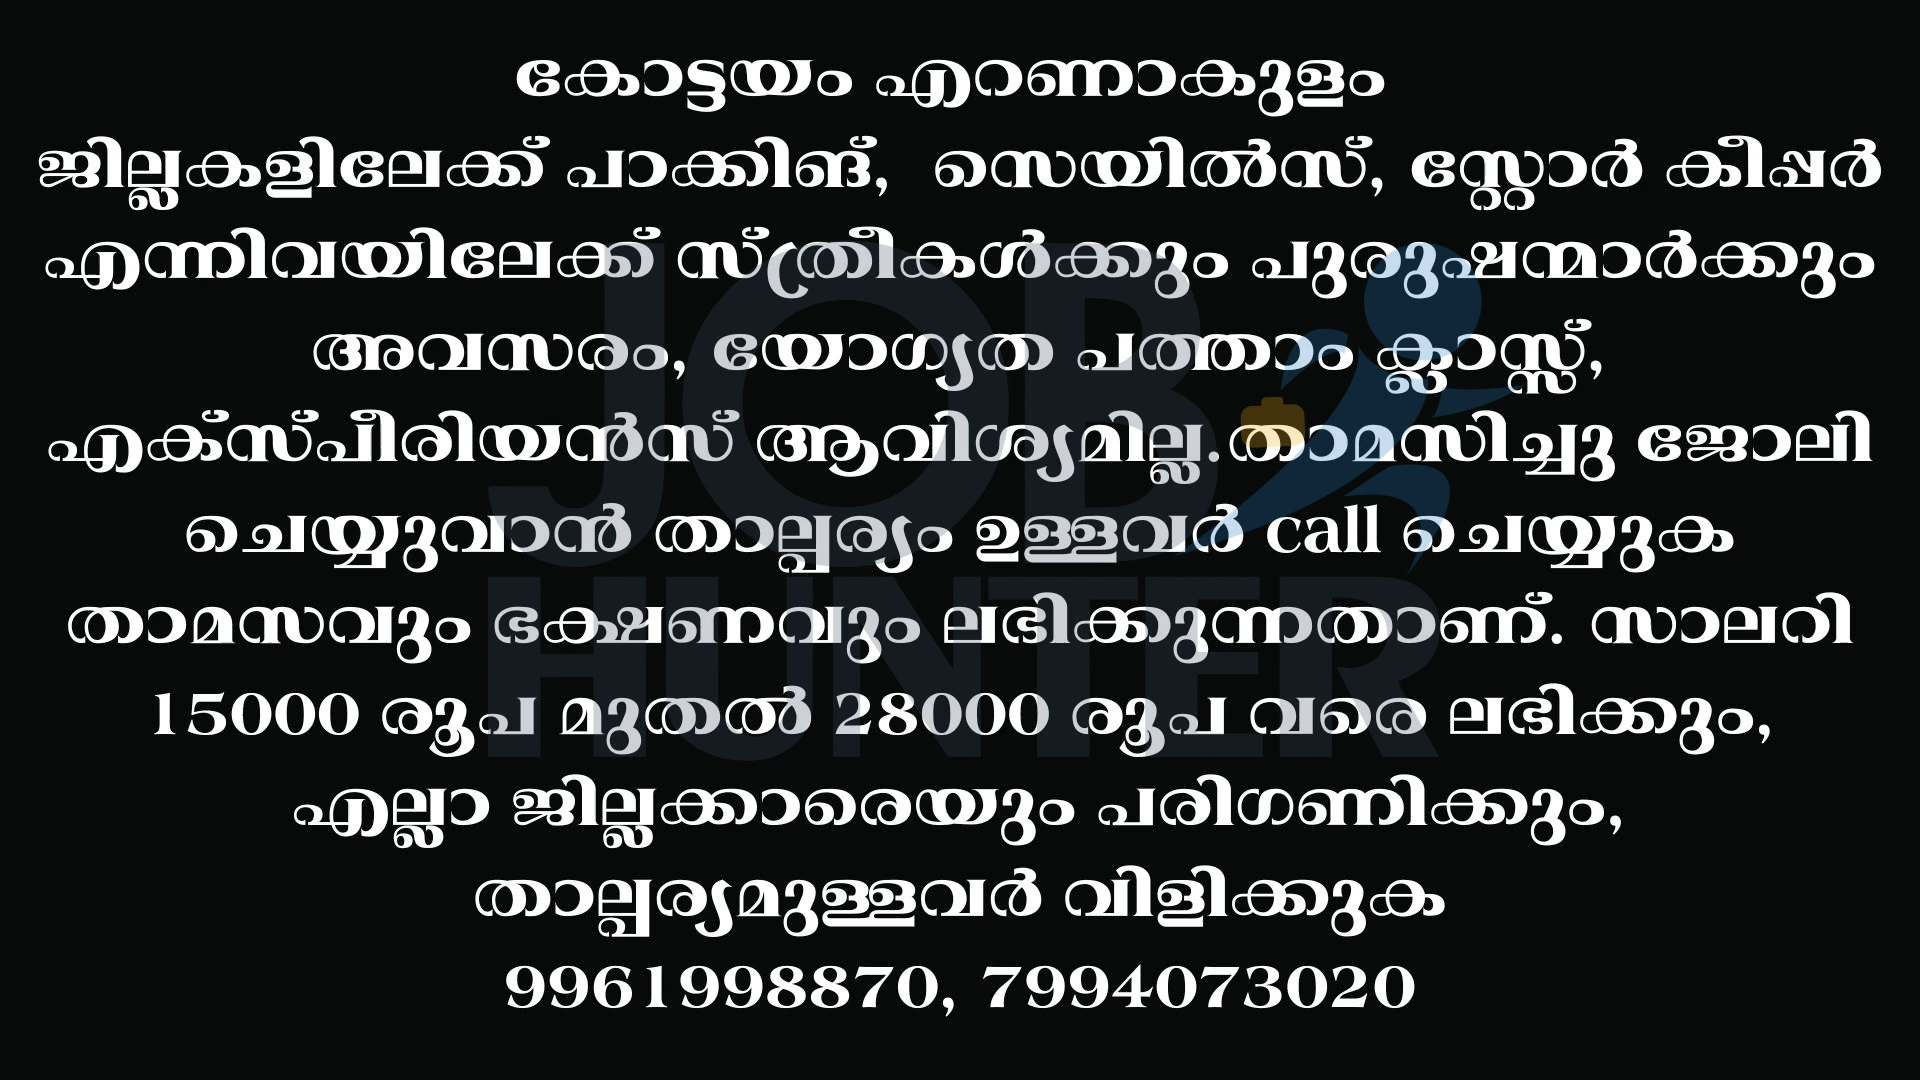 കോട്ടയം എറണാകുളം
ജില്ലകളിലേക്ക് പാക്കിങ്, സെയിൽസ്, സ്റ്റോർ കീപ്പർ
എന്നിവയിലേക്ക് സ്ത്രീകൾക്കും പുരുഷന്മാർക്കും
അവസരം, യോഗ്യത പത്താം ക്ലാസ്സ്,
എക്സ്പീരിയൻസ് ആവിശ്യമില്ല.താമസിച്ചു ജോലി
ചെയ്യുവാൻ താല്പര്യം ഉള്ളവർ call ചെയ്യുക
താമസവും ഭക്ഷണവും ലഭിക്കുന്നതാണ്. സാലറി
15000 രൂപ മുതൽ 28000 രൂപ വരെ ലഭിക്കും,
എല്ലാ ജില്ലക്കാരെയും പരിഗണിക്കും,
താല്പര്യമുള്ളവർ വിളിക്കുക
9961998870, 7994073020
JOB
HUNTER